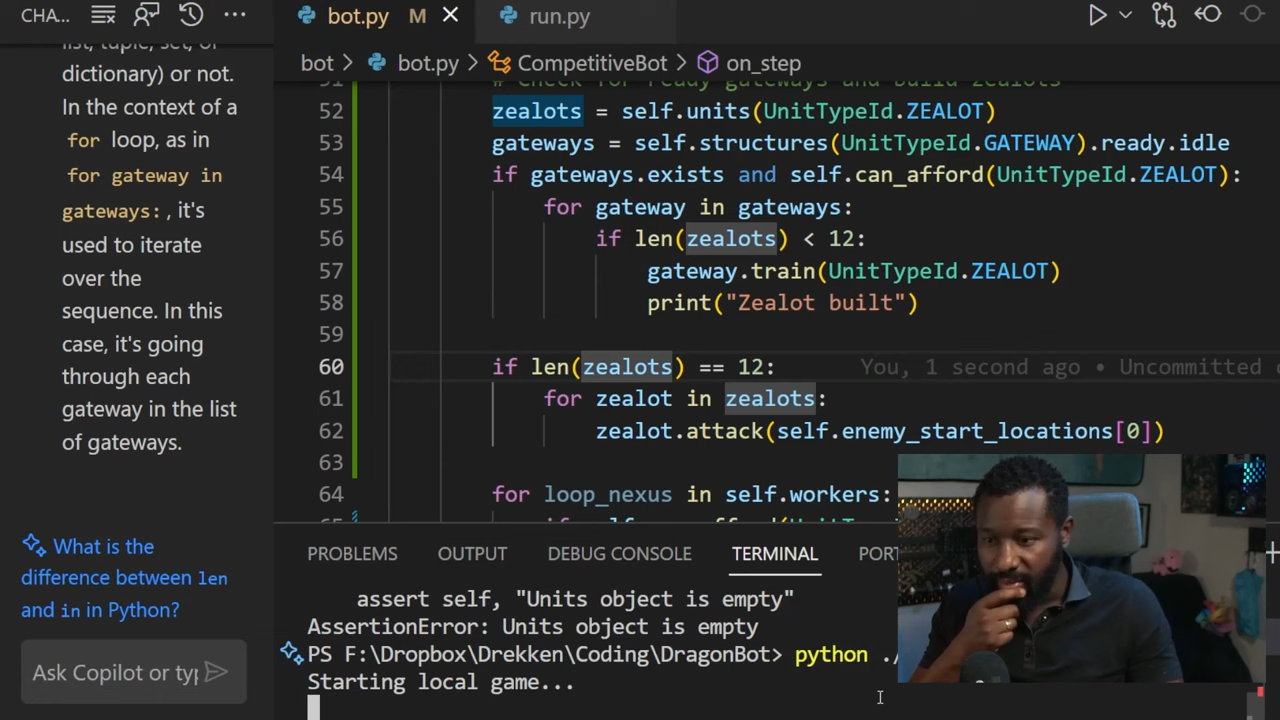 CHA...
bot.py M
run.py
bot > bot.py > CompetitiveBot > on_step
list, tuple, set, or
dictionary) or not.
In the context of a
for loop, as in
for gateway in
gateways:, it's
used to iterate
over the
sequence. In this
case, it's going
through each
gateway in the list
of gateways.
What is the
difference between len
and in in Python?
Ask Copilot or typ
51 # Check for ready gateways and build zealots
52 zealots = self.units(UnitTypeId.ZEALOT)
53 gateways = self.structures(UnitTypeId.GATEWAY).ready.idle
54 if gateways.exists and self.can_afford(UnitTypeId.ZEALOT):
55 for gateway in gateways:
56 if len(zealots) < 12:
57 gateway.train(UnitTypeId.ZEALOT)
58 print("Zealot built")
59
60 if len(zealots) == 12: You, 1 second ago • Uncommitted
61 for zealot in zealots:
62 zealot.attack(self.enemy_start_locations[0])
63
64 for loop_nexus in self.workers:
PROBLEMS OUTPUT DEBUG CONSOLE TERMINAL PORT
assert self, "Units object is empty"
AssertionError: Units object is empty
PS F:\Dropbox\Drekken\Coding\DragonBot> python ./
Starting local game...